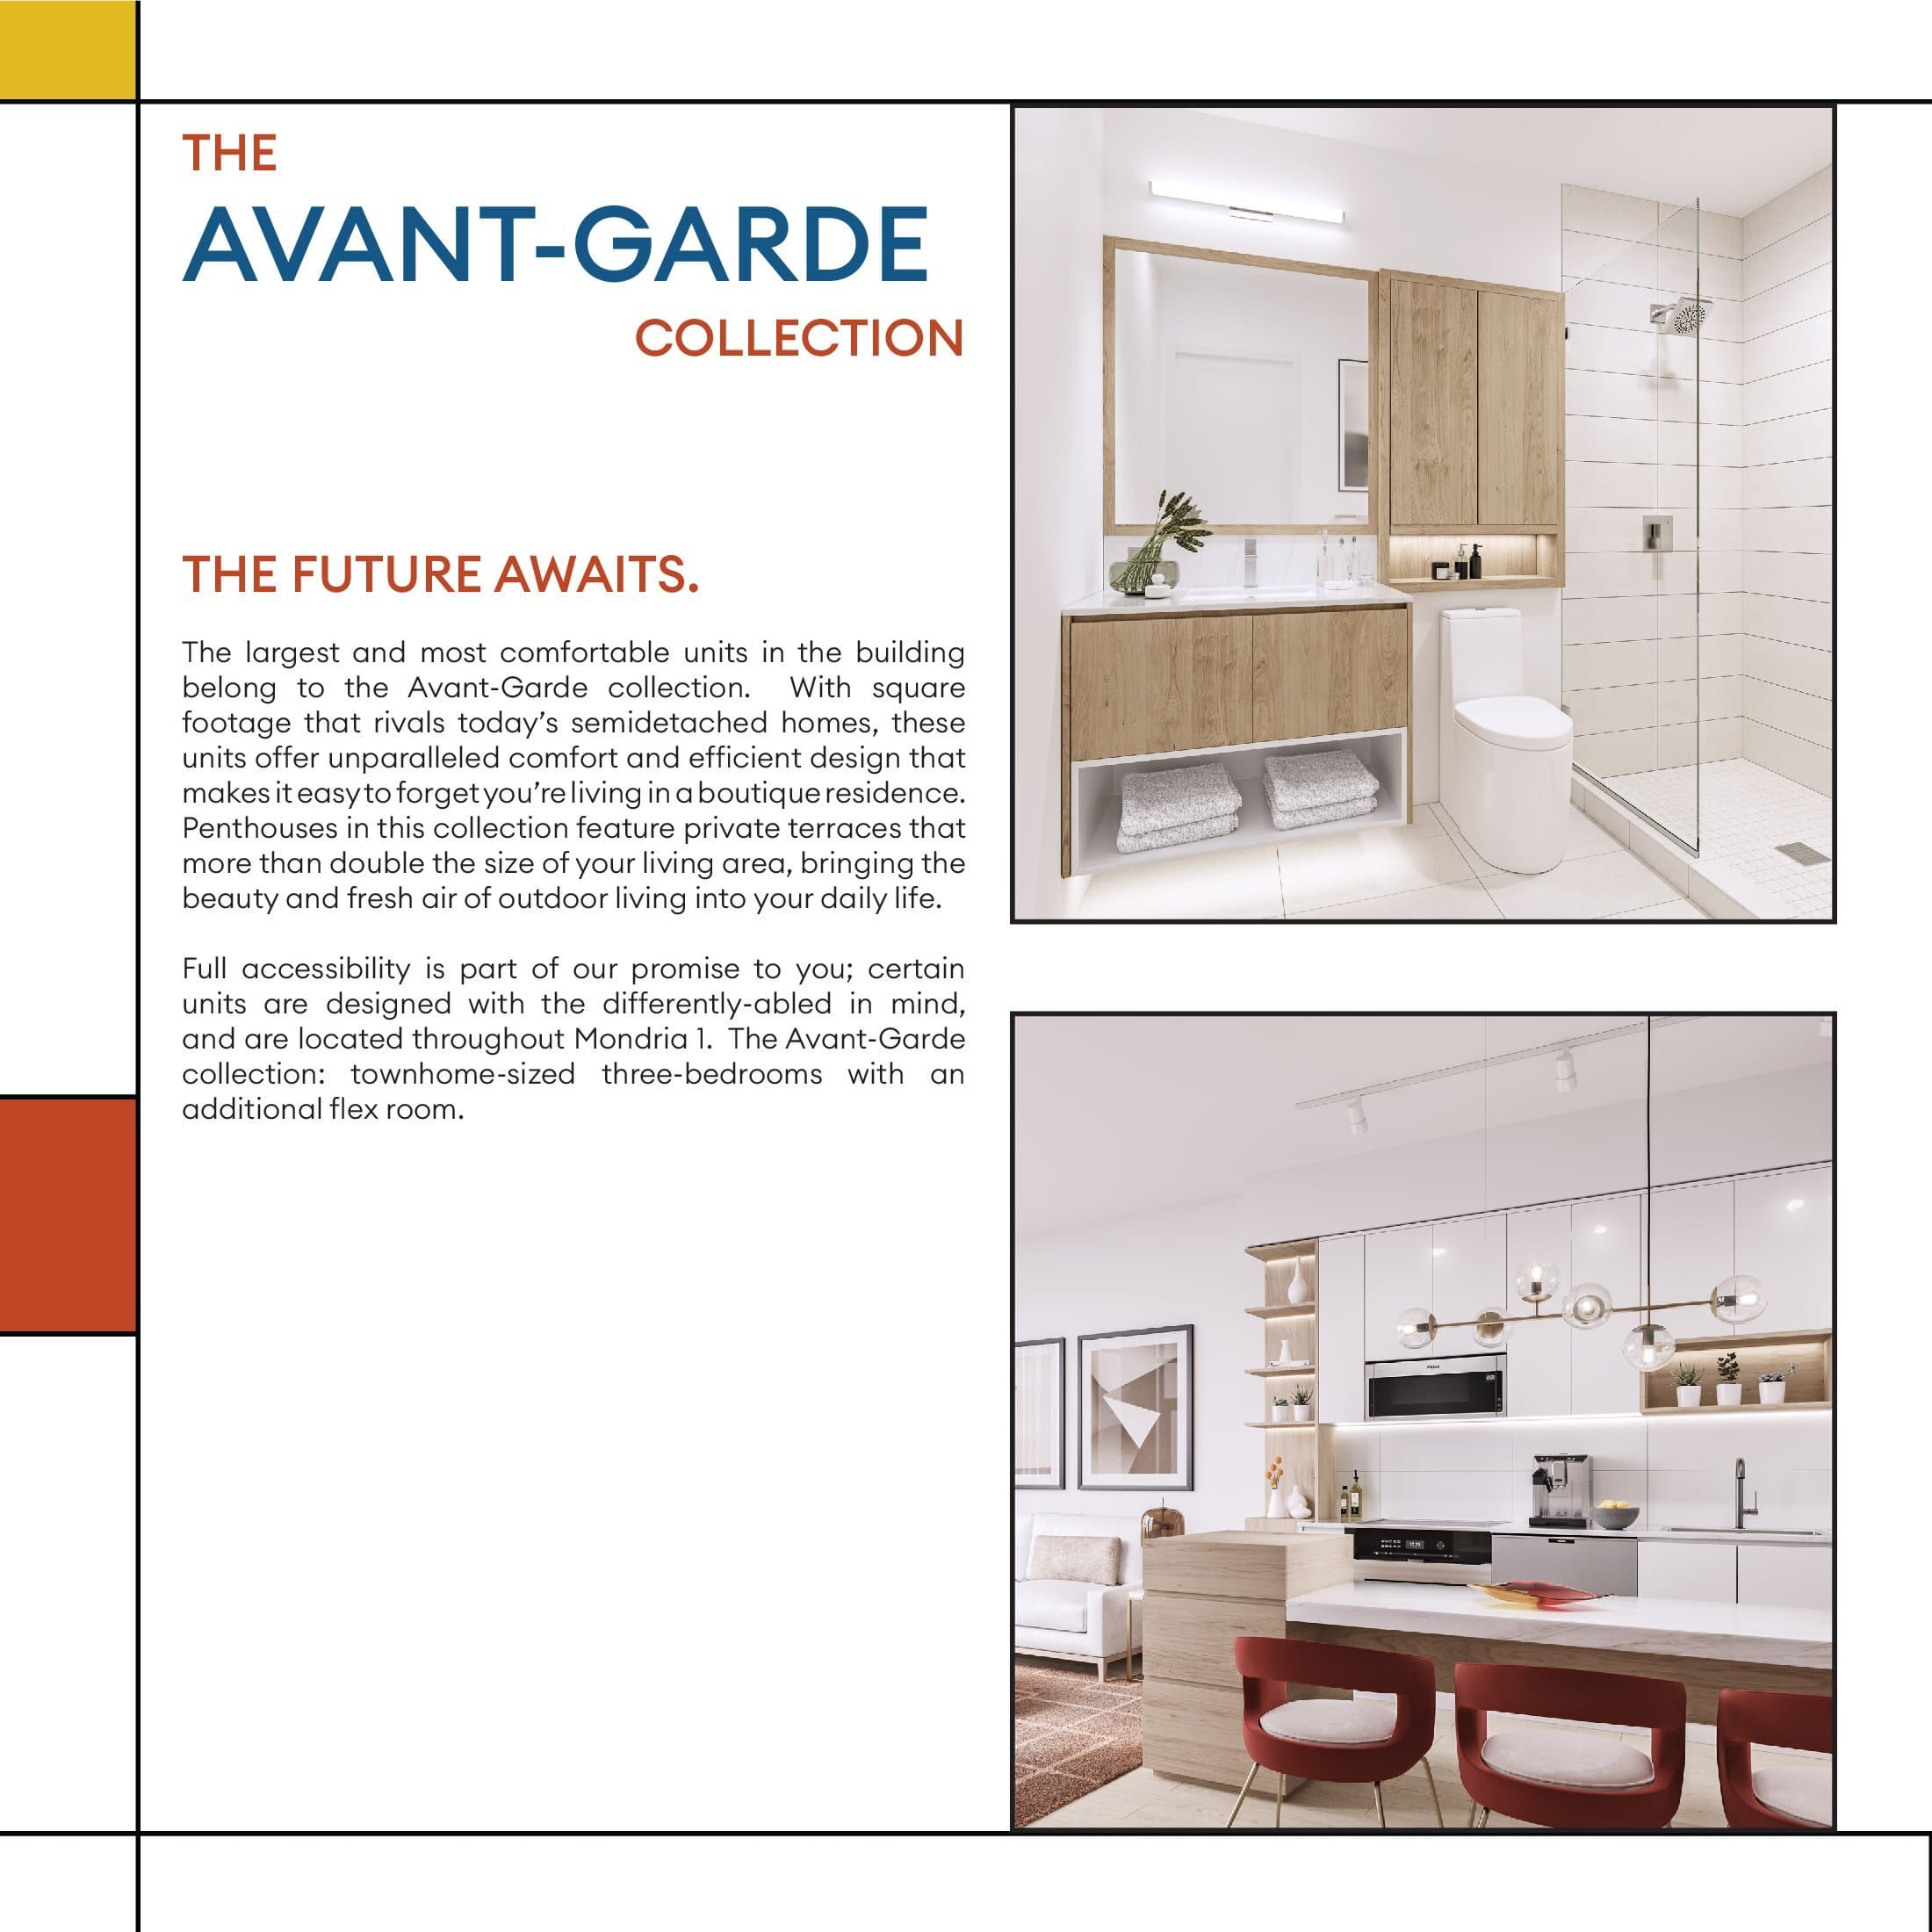 THE
AVANT-GARDE
COLLECTION
THE FUTURE AWAITS.
The largest and most comfortable units in the building
belong to the Avant-Garde collection.  With square
footage that rivals today’s semidetached homes, these
units offer unparalleled comfort and efficient design that
makes it easy to forget you’re living in a boutique residence.
Penthouses in this collection feature private terraces that
more than double the size of your living area, bringing the
beauty and fresh air of outdoor living into your daily life.
Full accessibility is part of our promise to you; certain
units are designed with the differently-abled in mind,
and are located throughout Mondria 1.  The Avant-Garde
collection: townhome-sized three-bedrooms with an
additional flex room.